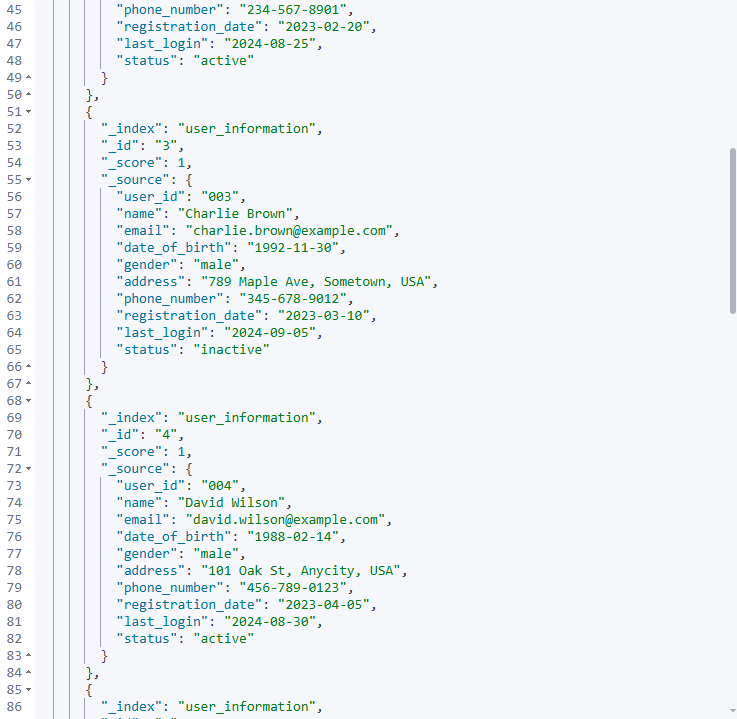 45 "phone_number": "234-567-8901",
46 "registration_date": "2023-02-20",
47 "last_login": "2024-08-25",
48 "status": "active"
49 }
50 },
51 {
52 "_index": "user_information",
53 "_id": "3",
54 "_score": 1,
55 "_source": {
56 "user_id": "003",
57 "name": "Charlie Brown",
58 "email": "charlie.brown@example.com",
59 "date_of_birth": "1992-11-30",
60 "gender": "male",
61 "address": "789 Maple Ave, Sometown, USA",
62 "phone_number": "345-678-9012",
63 "registration_date": "2023-03-10",
64 "last_login": "2024-09-05",
65 "status": "inactive"
66 }
67 },
68 {
69 "_index": "user_information",
70 "_id": "4",
71 "_score": 1,
72 "_source": {
73 "user_id": "004",
74 "name": "David Wilson",
75 "email": "david.wilson@example.com",
76 "date_of_birth": "1988-02-14",
77 "gender": "male",
78 "address": "101 Oak St, Anycity, USA",
79 "phone_number": "456-789-0123",
80 "registration_date": "2023-04-05",
81 "last_login": "2024-08-30",
82 "status": "active"
83 }
84 },
85 {
86 "_index": "user_information",